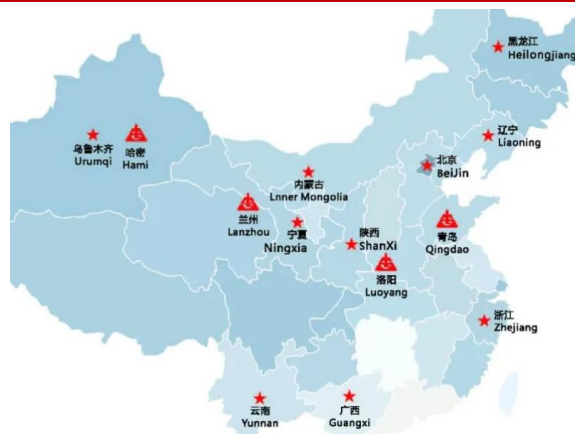 黑龙江
Heilongjiang
辽宁
Liaoning
乌鲁木齐
Urumqi
哈密
Hami
北京
BeiJin
内蒙古
Lnner Mongolia
兰州
Lanzhou
宁夏
Ningxia
陕西
ShanXi
青岛
Qingdao
洛阳
Luoyang
浙江
Zhejiang
云南
Yunnan
广西
Guangxi